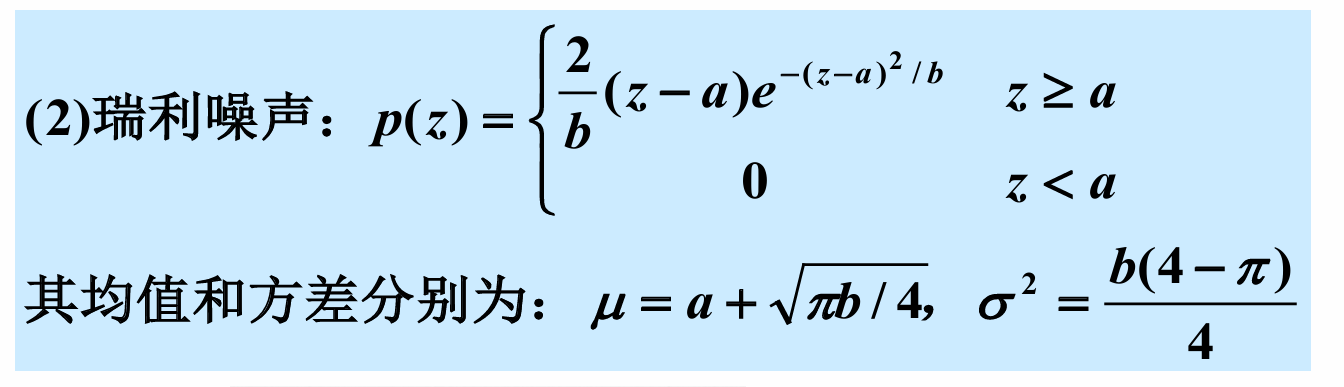 (2)瑞利噪声：p(z) = { 2/b (z − a)e^{−(z−a)^2 / b}  z ≥ a
0  z < a
其均值和方差分别为：μ = a + √(πb / 4)，σ^2 = b(4 − π)/4